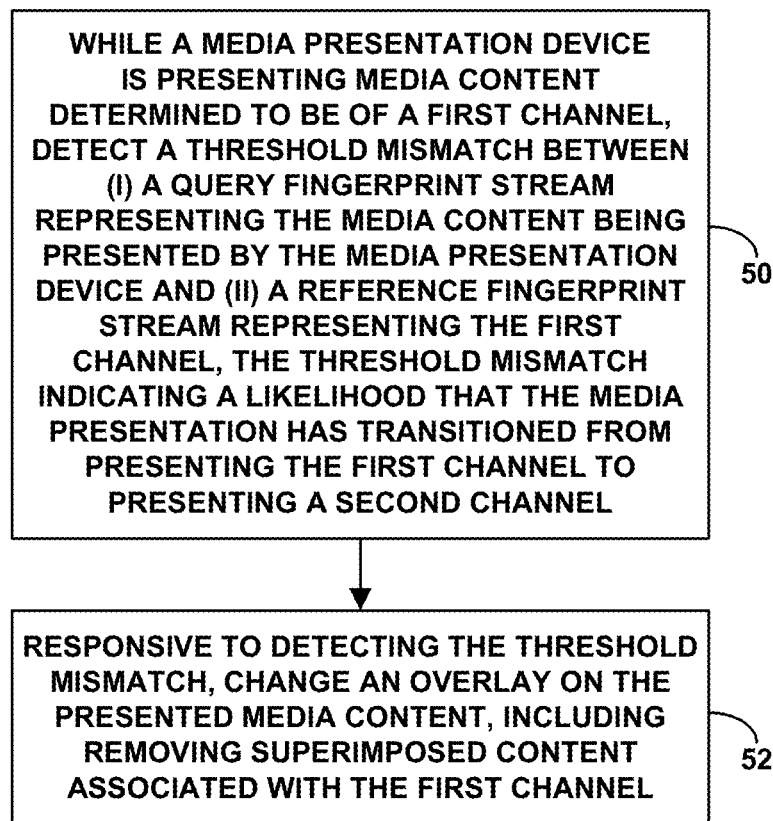 WHILE A MEDIA PRESENTATION DEVICE
IS PRESENTING MEDIA CONTENT
DETERMINED TO BE OF A FIRST CHANNEL,
DETECT A THRESHOLD MISMATCH BETWEEN
(I) A QUERY FINGERPRINT STREAM
REPRESENTING THE MEDIA CONTENT BEING
PRESENTED BY THE MEDIA PRESENTATION
DEVICE AND (II) A REFERENCE FINGERPRINT
STREAM REPRESENTING THE FIRST
CHANNEL, THE THRESHOLD MISMATCH
INDICATING A LIKELIHOOD THAT THE MEDIA
PRESENTATION HAS TRANSITIONED FROM
PRESENTING THE FIRST CHANNEL TO
PRESENTING A SECOND CHANNEL
50
RESPONSIVE TO DETECTING THE THRESHOLD
MISMATCH, CHANGE AN OVERLAY ON THE
PRESENTED MEDIA CONTENT, INCLUDING
REMOVING SUPERIMPOSED CONTENT
ASSOCIATED WITH THE FIRST CHANNEL
52